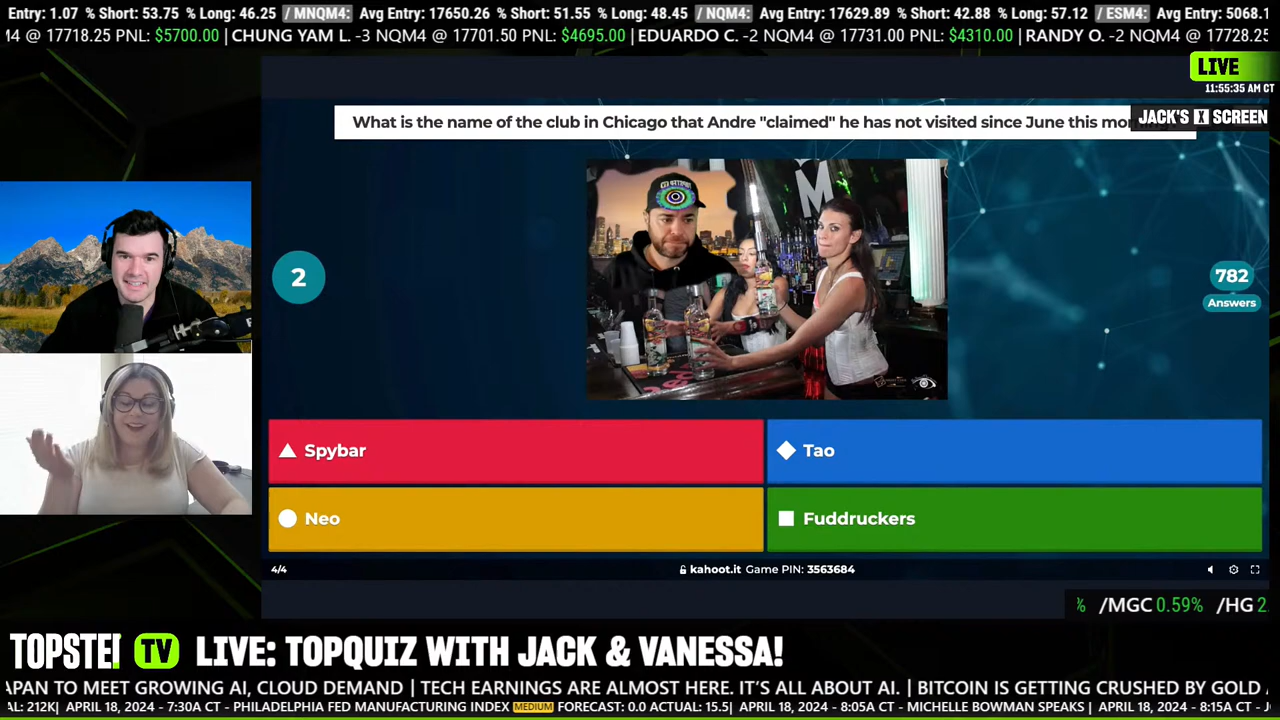 Entry: 1.07 % Short: 53.75 % Long: 46.25 / MNQM4: Avg Entry: 17650.26 % Short: 51.55 % Long: 48.45 / NQM4: Avg Entry: 17629.89 % Short: 42.88 % Long: 57.12 / ESM4: Avg Entry: 5068.1
M4 @ 17718.25 PNL: $5700.00 | CHUNG YAM L. -3 NQM4 @ 17701.50 PNL: $4695.00 | EDUARDO C. -2 NQM4 @ 17731.00 PNL: $4310.00 | RANDY O. -2 NQM4 @ 17728.25
LIVE
11:55:35 AM CT
JACK'S X SCREEN
What is the name of the club in Chicago that Andre "claimed" he has not visited since June this
M
2
782
Answers
Spybar
Tao
Neo
Fuddruckers
4/4
kahoot.it Game PIN: 3563684
% /MGC 0.59% /HG 2
TOPSTEP TV LIVE: TOPQUIZ WITH JACK & VANESSA!
APAN TO MEET GROWING AI, CLOUD DEMAND | TECH EARNINGS ARE ALMOST HERE. IT'S ALL ABOUT AI. | BITCOIN IS GETTING CRUSHED BY GOLD
AL: 212K| APRIL 18, 2024 - 7:30A CT - PHILADELPHIA FED MANUFACTURING INDEX MEDIUM FORECAST: 0.0 ACTUAL: 15.5| APRIL 18, 2024 - 8:05A CT - MICHELLE BOWMAN SPEAKS | APRIL 18, 2024 - 8:15A CT - J